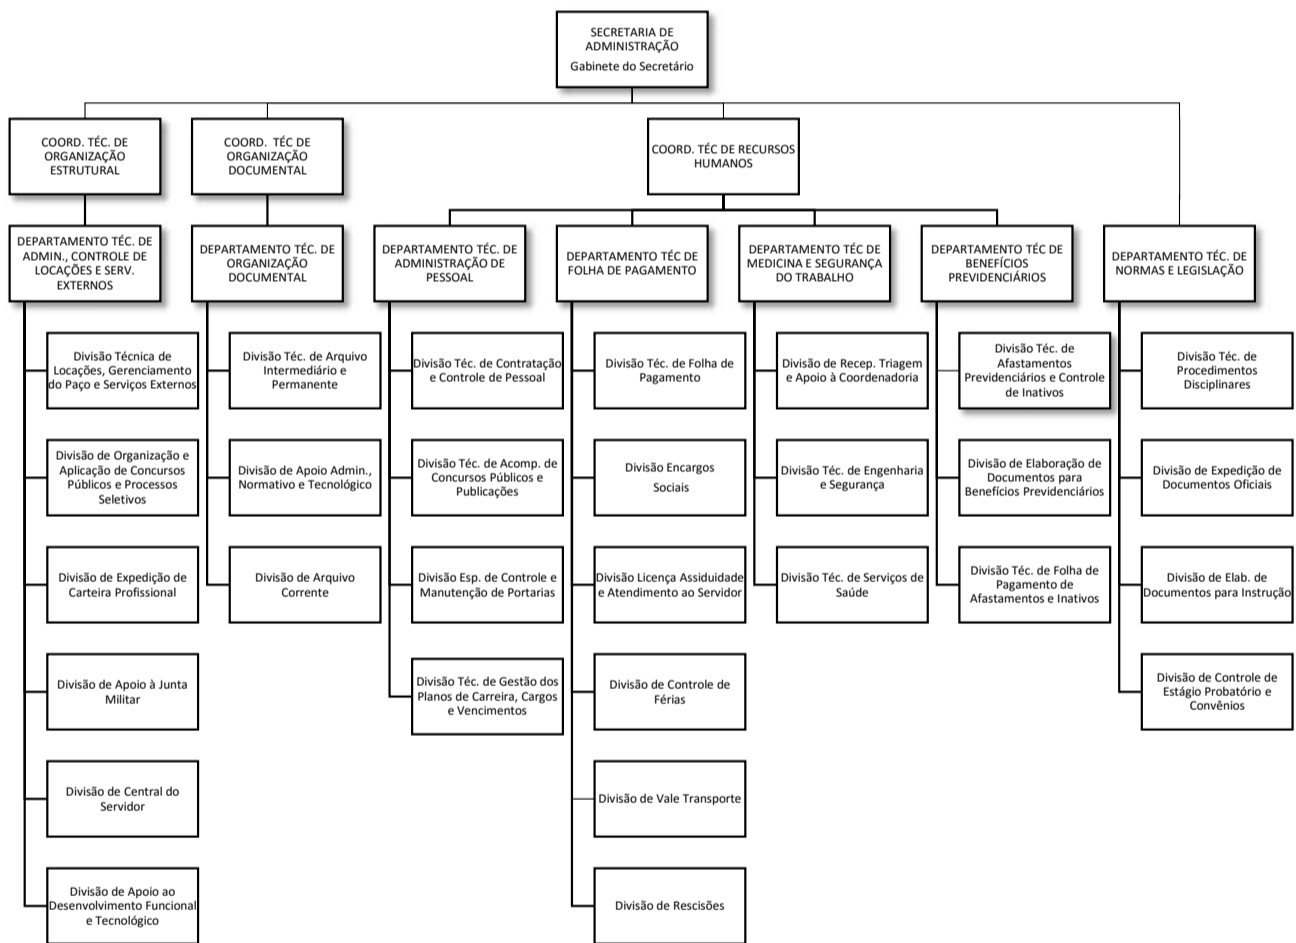 SECRETARIA DE
ADMINISTRAÇÃO
Gabinete do Secretário
COORD. TÉC. DE
ORGANIZAÇÃO
ESTRUTURAL
COORD.  TÉC DE
ORGANIZAÇÃO
DOCUMENTAL
COORD. TÉC DE RECURSOS
HUMANOS
DEPARTAMENTO TÉC. DE
ADMIN., CONTROLE DE
LOCAÇÕES E SERV.
EXTERNOS
DEPARTAMENTO TÉC. DE
ORGANIZAÇÃO
DOCUMENTAL
DEPARTAMENTO TÉC. DE
ADMINISTRAÇÃO DE
PESSOAL
DEPARTAMENTO TÉC DE
FOLHA DE PAGAMENTO
DEPARTAMENTO TÉC DE
MEDICINA E SEGURANÇA
DO TRABALHO
DEPARTAMENTO TÉC DE
BENEFÍCIOS
PREVIDENCIÁRIOS
DEPARTAMENTO TÉC. DE
NORMAS E LEGISLAÇÃO
Divisão Técnica de
Locações, Gerenciamento
do Paço e Serviços Externos
Divisão de Organização e
Aplicação de Concursos
Públicos e Processos
Seletivos
Divisão de Expedição de
Carteira Profissional
Divisão de Apoio à Junta
Militar
Divisão de Central do
Servidor
Divisão de Apoio ao
Desenvolvimento Funcional
e Tecnológico
Divisão Téc. de Arquivo
Intermediário e
Permanente
Divisão de Apoio Admin.,
Normativo e Tecnológico
Divisão de Arquivo
Corrente
Divisão Téc. de Contratação
e Controle de Pessoal
Divisão Téc. de Acomp. de
Concursos Públicos e
Publicações
Divisão Esp. de Controle e
Manutenção de Portarias
Divisão Téc. de Gestão dos
Planos de Carreira, Cargos
e Vencimentos
Divisão Téc. de Folha de
Pagamento
Divisão Encargos
Sociais
Divisão Licença Assiduidade
e Atendimento ao Servidor
Divisão de Controle de
Férias
Divisão de Vale Transporte
Divisão de Rescisões
Divisão de Recep. Triagem
e Apoio à Coordenadoria
Divisão Téc. de Engenharia
e Segurança
Divisão Téc. de Serviços de
Saúde
Divisão Téc. de
Afastamentos
Previdenciários e Controle
de Inativos
Divisão de Elaboração de
Documentos para
Benefícios Previdenciários
Divisão Téc. de Folha de
Pagamento de
Afastamentos e Inativos
Divisão Téc. de
Procedimentos
Disciplinares
Divisão de Expedição de
Documentos Oficiais
Divisão de Elab. de
Documentos para Instrução
Divisão de Controle de
Estágio Probatório e
Convênios